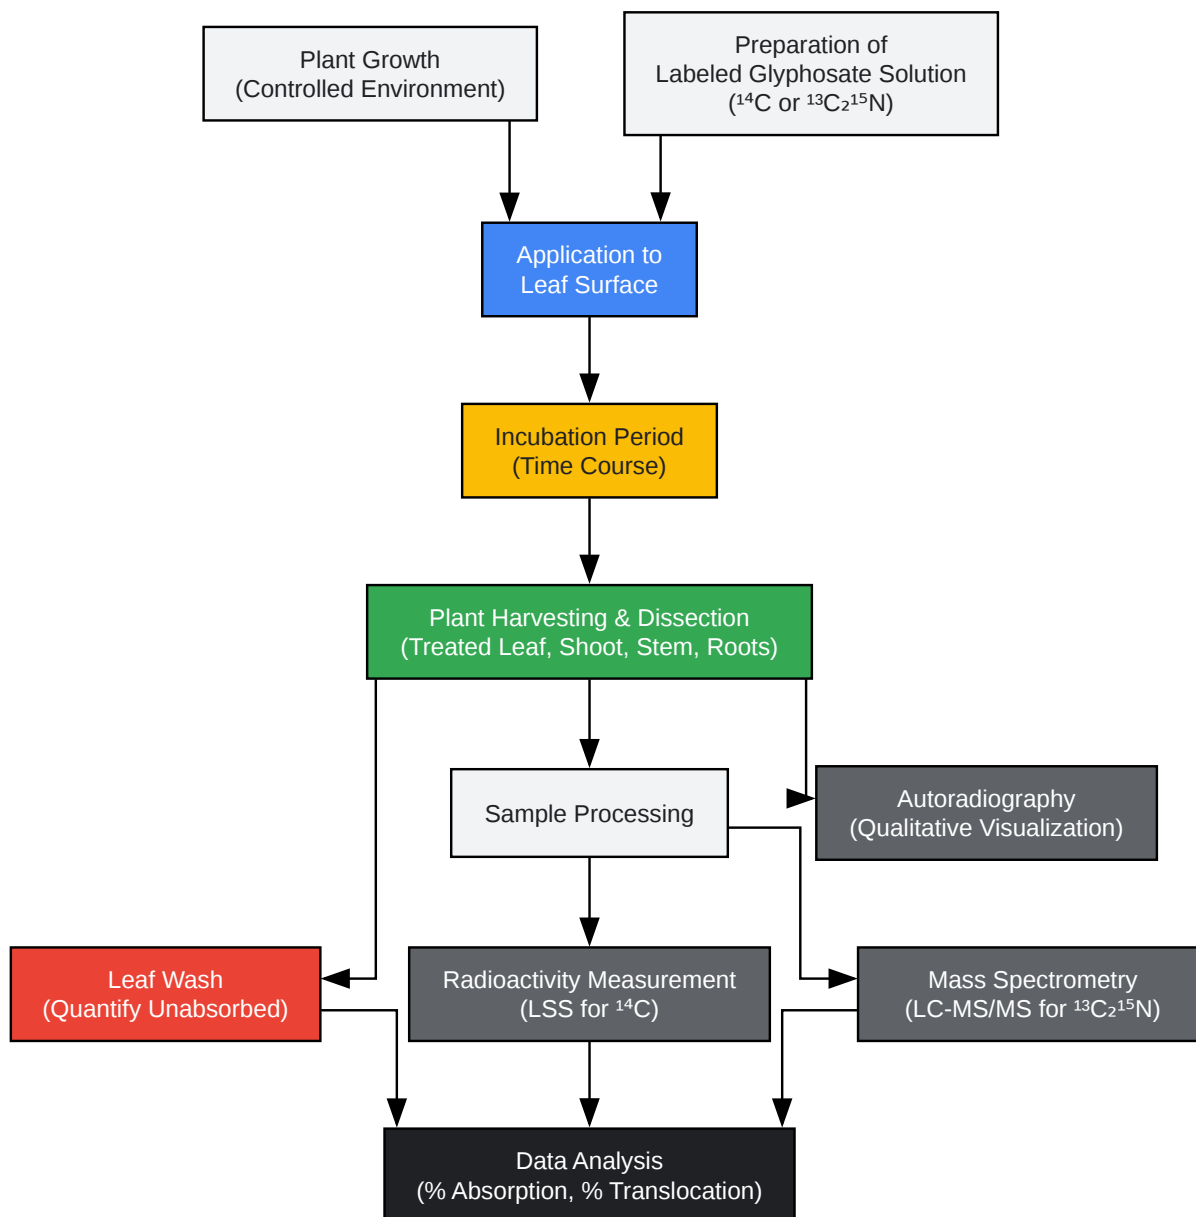 Plant Growth
(Controlled Environment)
Preparation of
Labeled Glyphosate Solution
(¹⁴C or ¹³C₂¹⁵N)
Application to
Leaf Surface
Incubation Period
(Time Course)
Plant Harvesting & Dissection
(Treated Leaf, Shoot, Stem, Roots)
Sample Processing
Autoradiography
(Qualitative Visualization)
Leaf Wash
(Quantify Unabsorbed)
Radioactivity Measurement
(LSS for ¹⁴C)
Mass Spectrometry
(LC-MS/MS for ¹³C₂¹⁵N)
Data Analysis
(% Absorption, % Translocation)